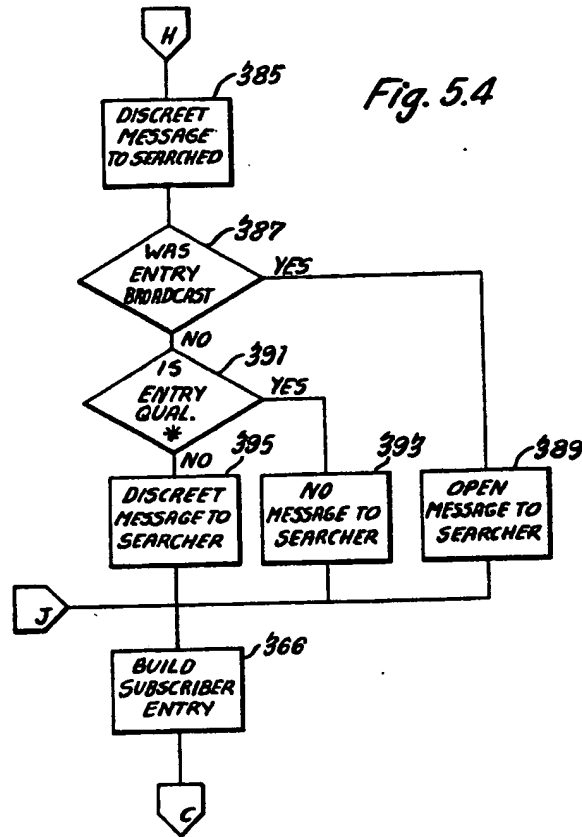 H
385
Fig. 5.4
DISCREET
MESSAGE
TO SEARCHED
387
WAS
ENTRY
BROADCAST
YES
NO
391
IS
ENTRY
QUAL.
*
YES
NO
395
393
389
DISCREET
MESSAGE TO
SEARCHER
NO
MESSAGE TO
SEARCHER
OPEN
MESSAGE TO
SEARCHER
J
366
BUILD
SUBSCRIBER
ENTRY
C